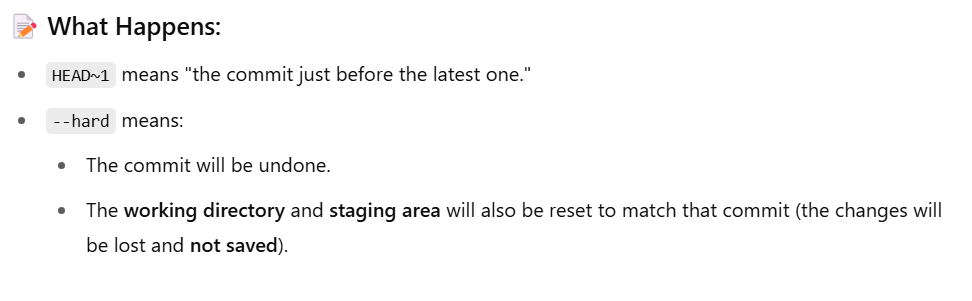 📝 What Happens:
• HEAD~1 means "the commit just before the latest one."
• --hard means:
• The commit will be undone.
• The working directory and staging area will also be reset to match that commit (the changes will
be lost and not saved).